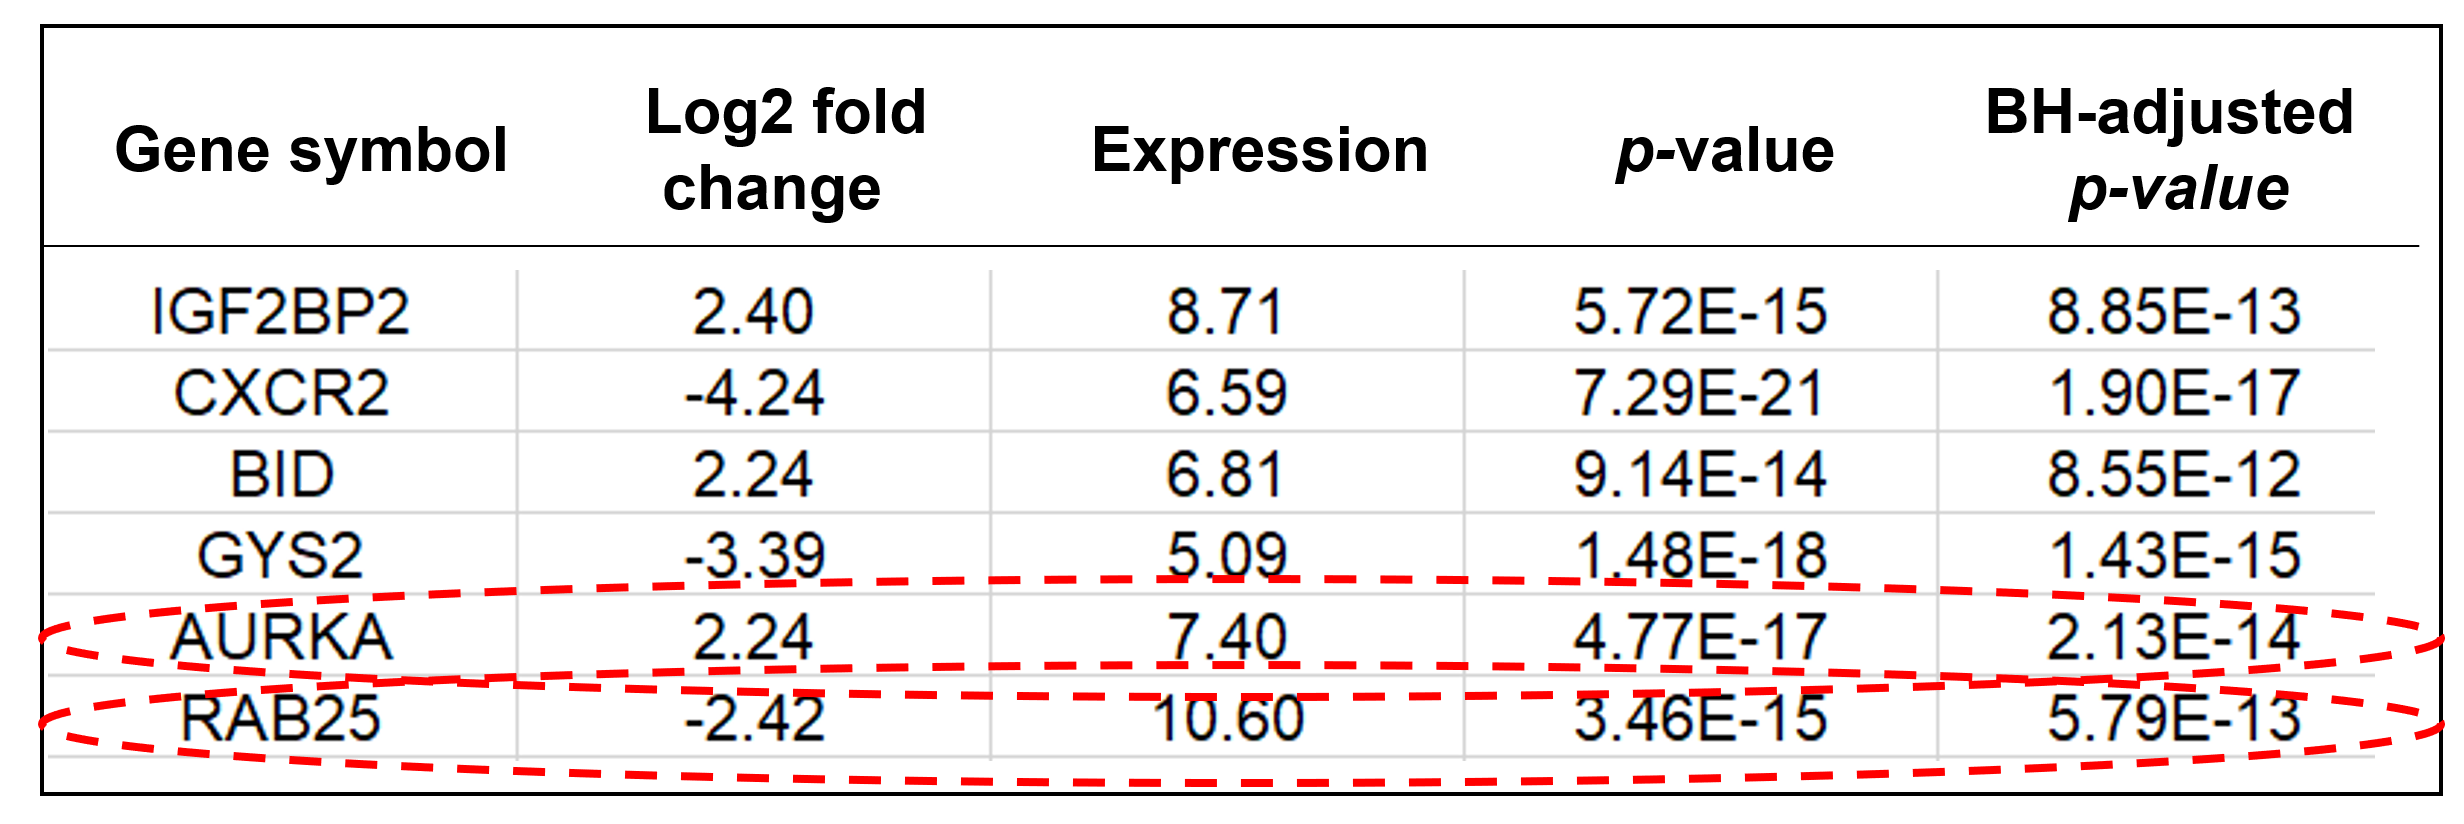 Gene symbol Log2 fold change Expression p-value BH-adjusted p-value
IGF2BP2 2.40 8.71 5.72E-15 8.85E-13
CXCR2 -4.24 6.59 7.29E-21 1.90E-17
BID 2.24 6.81 9.14E-14 8.55E-12
GYS2 -3.39 5.09 1.48E-18 1.43E-15
AURKA 2.24 7.40 4.77E-17 2.13E-14
RAB25 -2.42 10.60 3.46E-15 5.79E-13